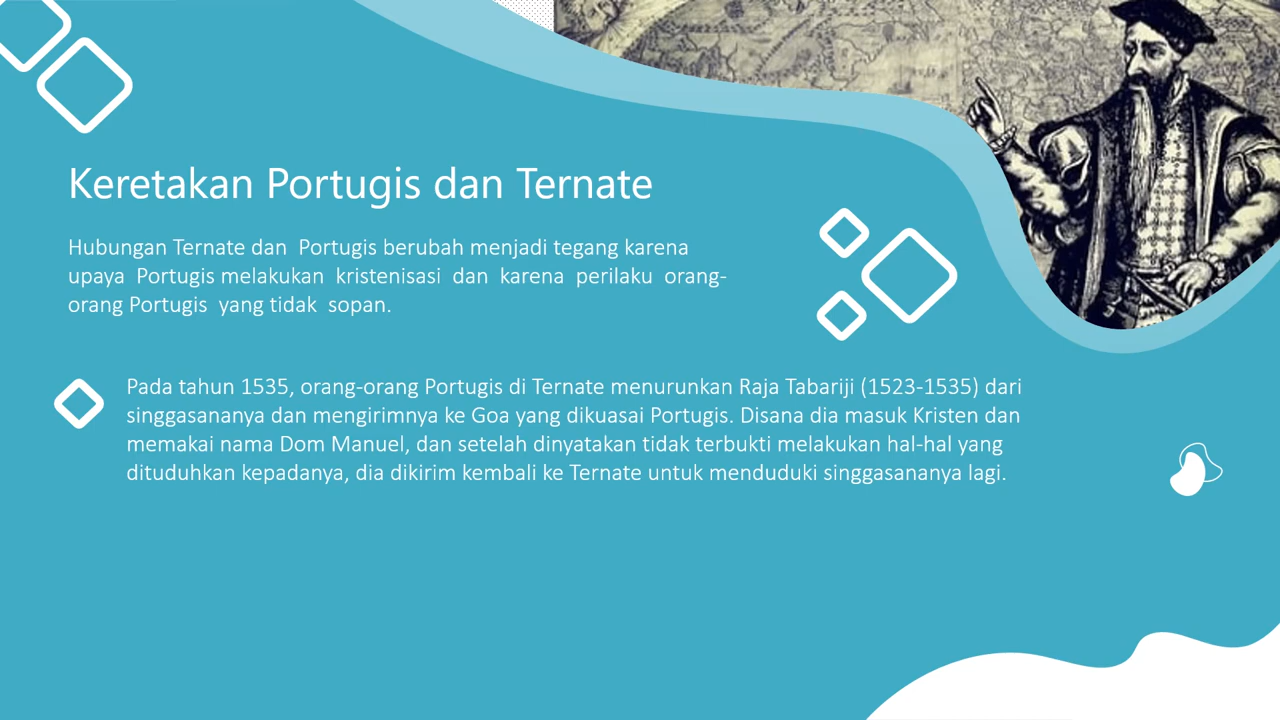 Keretakan Portugis dan Ternate
Hubungan Ternate dan Portugis berubah menjadi tegang karena
upaya Portugis melakukan kristenisasi dan karena perilaku orang-
orang Portugis yang tidak sopan.
Pada tahun 1535, orang-orang Portugis di Ternate menurunkan Raja Tabariji (1523-1535) dari
singgasananya dan mengirimnya ke Goa yang dikuasai Portugis. Disana dia masuk Kristen dan
memakai nama Dom Manuel, dan setelah dinyatakan tidak terbukti melakukan hal-hal yang
dituduhkan kepadanya, dia dikirim kembali ke Ternate untuk menduduki singgasananya lagi.